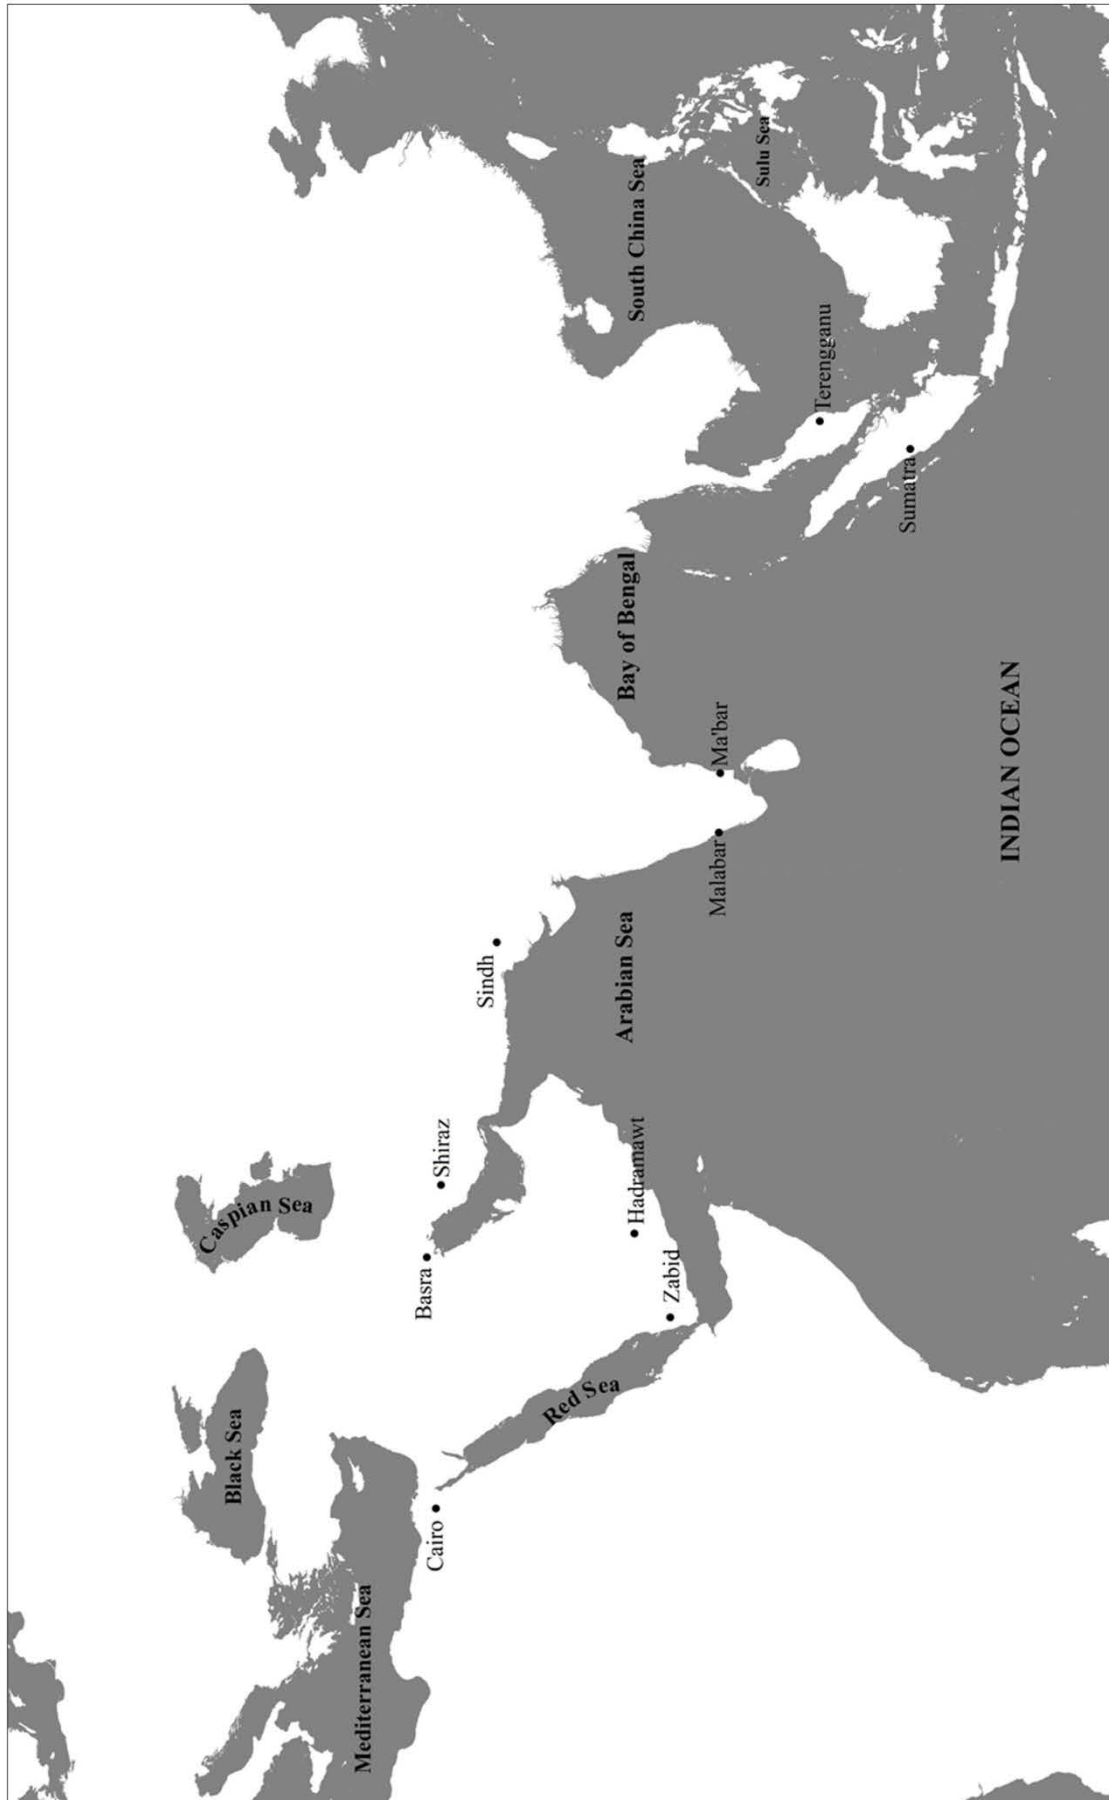 Black Sea
Caspian Sea
Mediterranean Sea
Cairo
Basra
Shiraz
Sindh
Red Sea
Zabid
Hadramawt
Arabian Sea
Malabar
Ma'bar
Bay of Bengal
South China Sea
Sulu Sea
Terengganu
Sumatra
INDIAN OCEAN